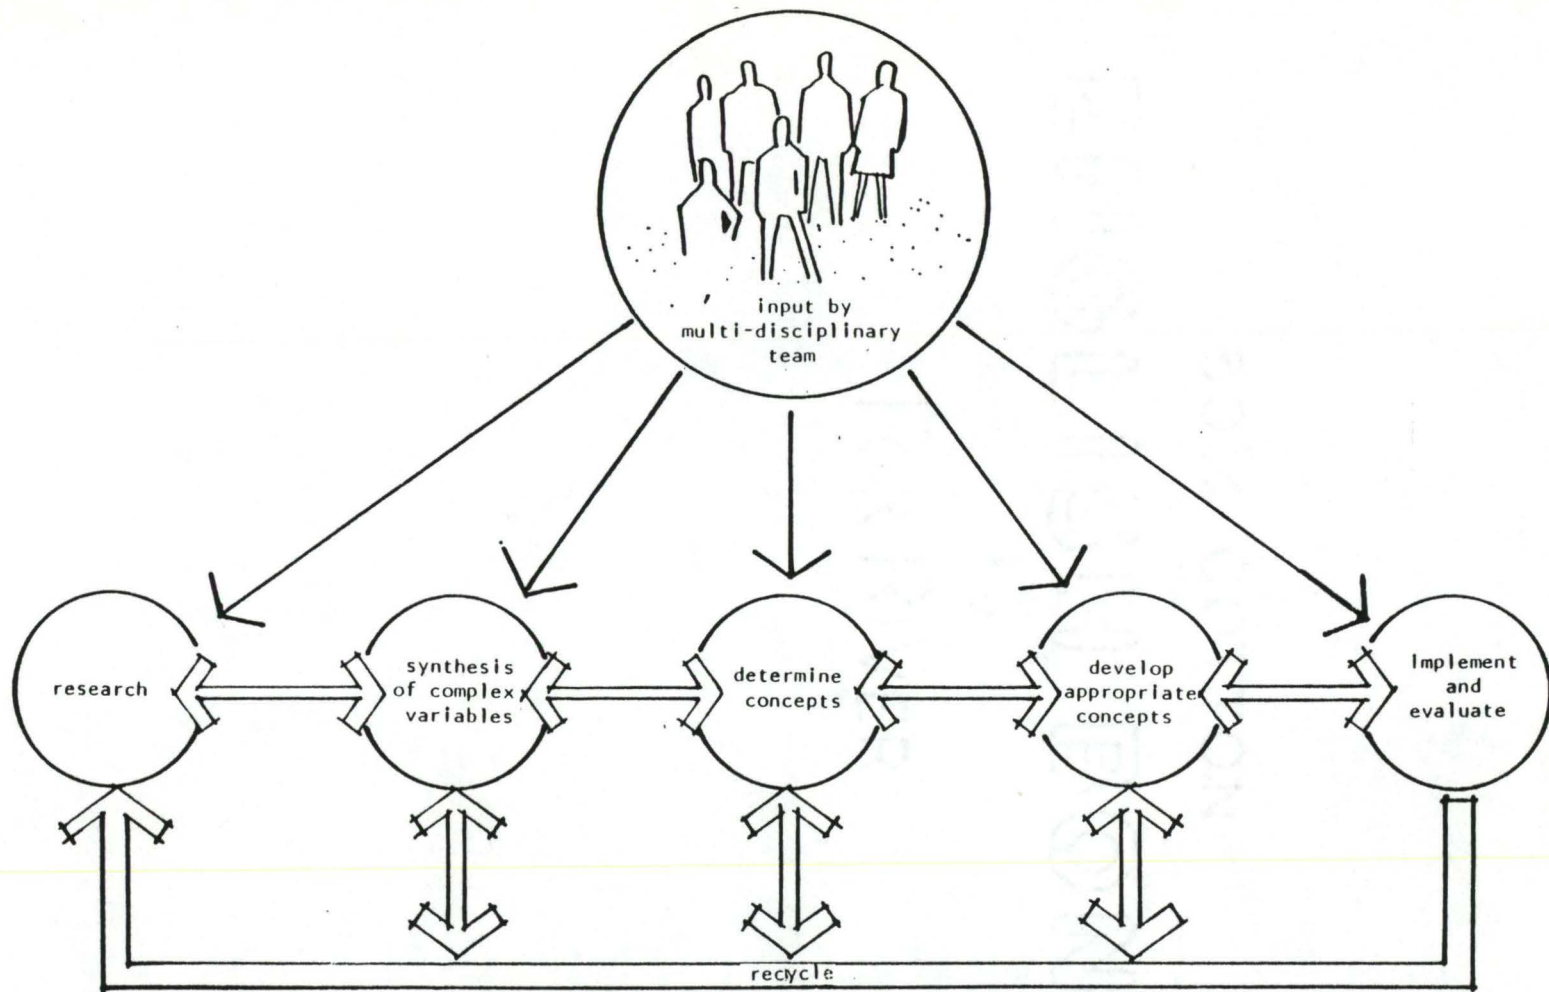 input by
multi-disciplinary
team
research
synthesis
of complex
variables
determine
concepts
develop
appropriate
concepts
Implement
and
evaluate
recycle